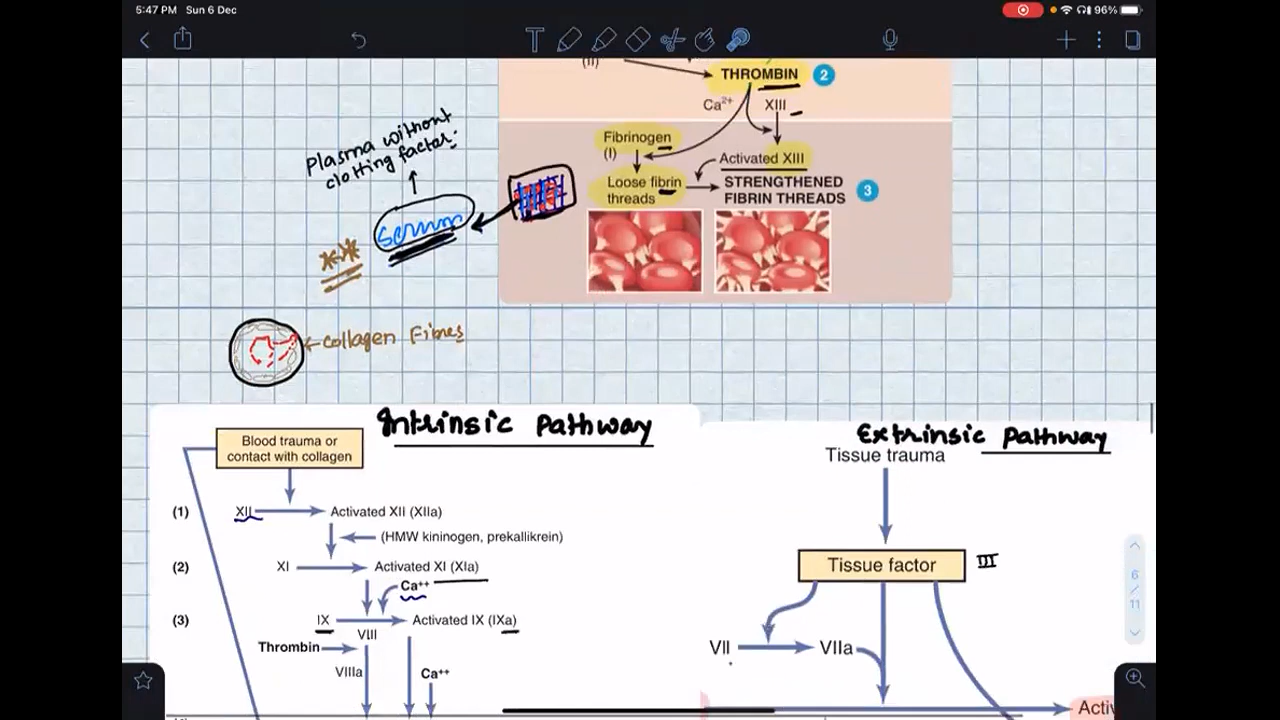 5:47 PM Sun 6 Dec
96%
T
(II)
THROMBIN 2
Ca²⁺ XIII
Fibrinogen
(I)
Activated XIII
Loose fibrin
threads
STRENGTHENED
FIBRIN THREADS
3
Plasma without
clotting factor:
serum
Collagen Fibres
Intrinsic Pathway
Blood trauma or
contact with collagen
(1) XII Activated XII (XIIa)
(HMW kininogen, prekallikrein)
(2) XI Activated XI (XIa)
Ca⁺⁺
(3) IX Activated IX (IXa)
VIII
Thrombin
VIIIa
Ca⁺⁺
Extrinsic Pathway
Tissue trauma
Tissue factor III
VII VIIa
Activ
6
/
11